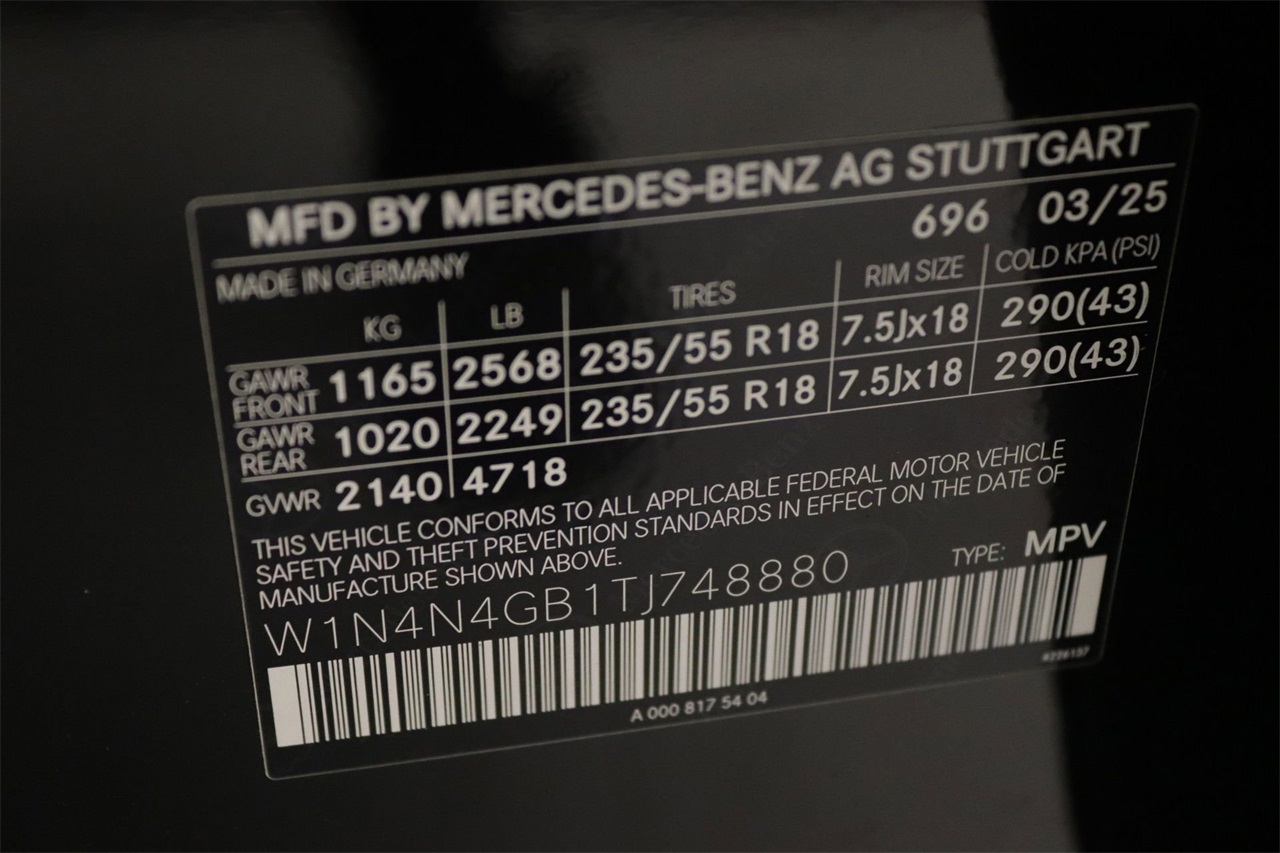 MFD BY MERCEDES-BENZ AG STUTTGART
696 03/25
MADE IN GERMANY
KG LB TIRES RIM SIZE COLD KPA (PSI)
GAWR FRONT 1165 2568 235/55 R18 7.5Jx18 290(43)
GAWR REAR 1020 2249 235/55 R18 7.5Jx18 290(43)
GVWR 2140 4718
THIS VEHICLE CONFORMS TO ALL APPLICABLE FEDERAL MOTOR VEHICLE
SAFETY AND THEFT PREVENTION STANDARDS IN EFFECT ON THE DATE OF
MANUFACTURE SHOWN ABOVE.
W1N4N4GB1TJ748880 TYPE: MPV
A 000 817 54 04